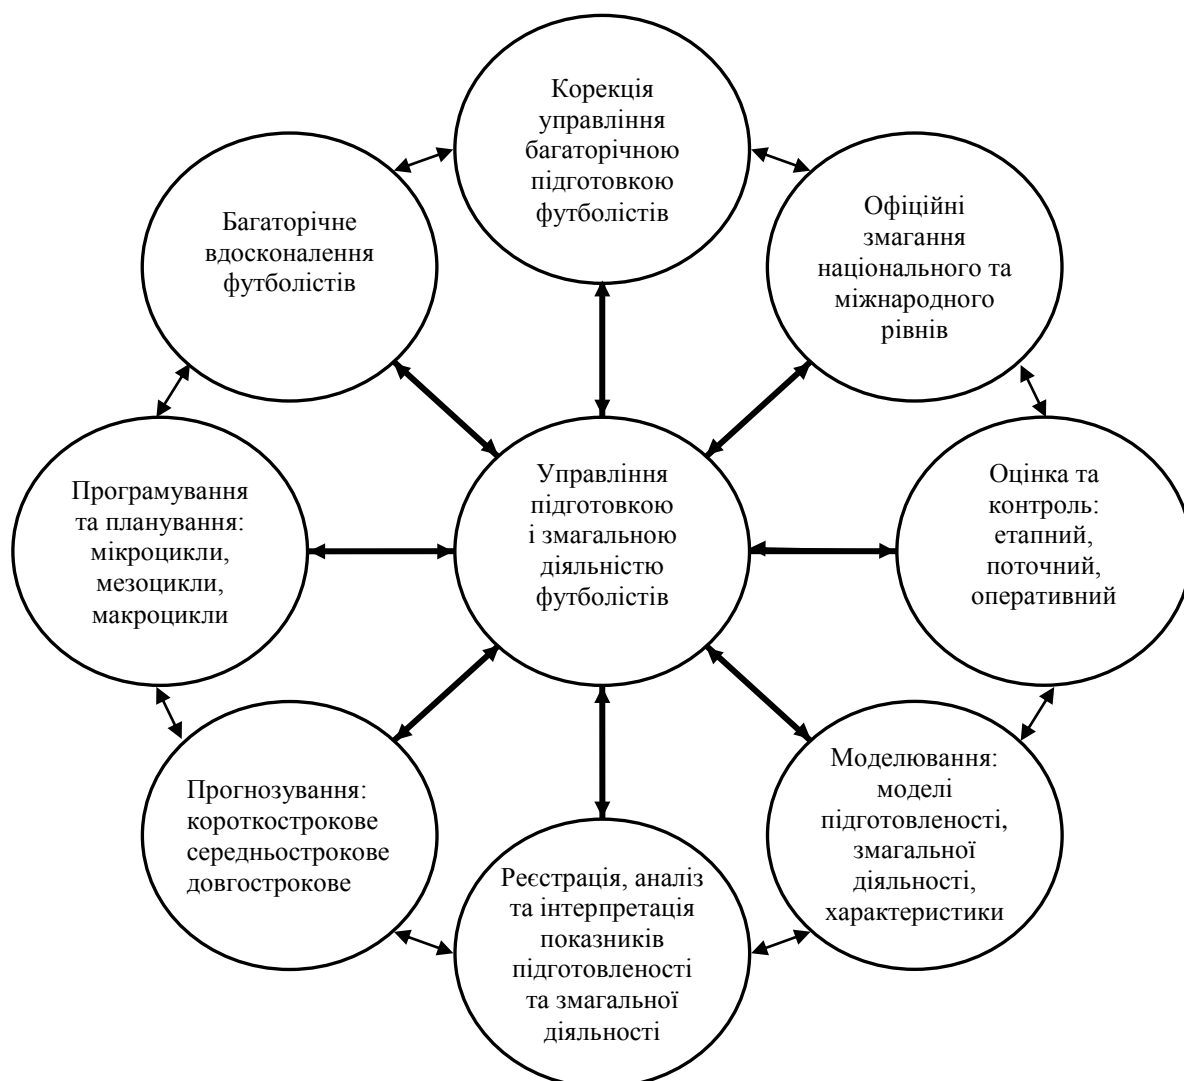 Корекція
управління
багаторічною
підготовкою
футболістів
Багаторічне
вдосконалення
футболістів
Офіційні
змагання
національного та
міжнародного
рівнів
Програмування
та планування:
мікроцикли,
мезоцикли,
макроцикли
Управління
підготовкою
і змагальною
діяльністю
футболістів
Оцінка та
контроль:
етапний,
поточний,
оперативний
Прогнозування:
короткострокове
середньострокове
довгострокове
Реєстрація, аналіз
та інтерпретація
показників
підготовленості
та змагальної
діяльності
Моделювання:
моделі
підготовленості,
змагальної
діяльності,
характеристики